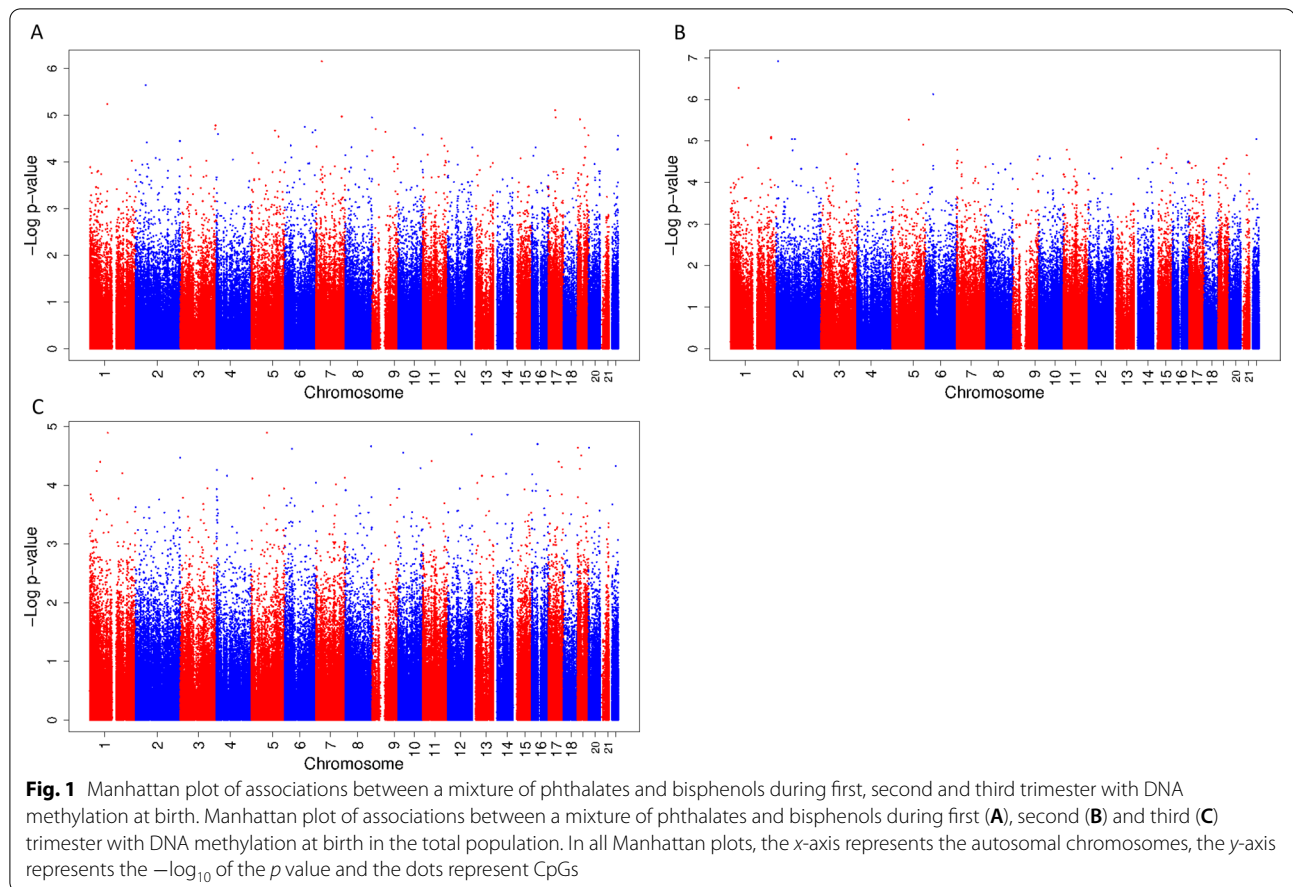 A
−Log p-value
6
5
4
3
2
1
0
1 2 3 4 5 6 7 8 9 10 11 12 13 14 15 16 17 18 20 21
Chromosome
B
−Log p-value
7
6
5
4
3
2
1
0
1 2 3 4 5 6 7 8 9 10 11 12 13 14 15 16 17 18 20 21
Chromosome
C
−Log p-value
5
4
3
2
1
0
1 2 3 4 5 6 7 8 9 10 11 12 13 14 15 16 17 18 20 21
Chromosome
Fig. 1 Manhattan plot of associations between a mixture of phthalates and bisphenols during first, second and third trimester with DNA
methylation at birth. Manhattan plot of associations between a mixture of phthalates and bisphenols during first (A), second (B) and third (C)
trimester with DNA methylation at birth in the total population. In all Manhattan plots, the x-axis represents the autosomal chromosomes, the y-axis
represents the −log10 of the p value and the dots represent CpGs